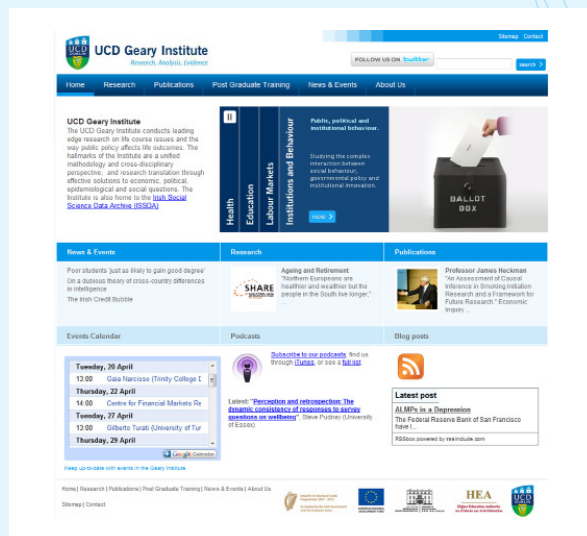 Sitemap Contact
UCD DUBLIN
UCD Geary Institute
Research, Analysis, Evidence
FOLLOW US ON twitter
search >
Home Research Publications Post Graduate Training News & Events About Us
UCD Geary Institute
The UCD Geary Institute conducts leading
edge research on life course issues and the
way public policy affects life outcomes. The
hallmarks of the Institute are a unified
methodology and cross-disciplinary
perspective, and research translation through
effective solutions to economic, political,
epidemiological and social questions. The
Institute is also home to the Irish Social
Science Data Archive (ISSDA)
Health
Education
Labour Markets
Institutions and Behaviour
Public, political and
institutional behaviour.
Studying the complex
interaction between
social behaviour,
governmental policy and
institutional innovation.
more >
BALLOT
BOX
News & Events
Poor students 'just as likely to gain good degree'
On a dubious theory of cross-country differences
in intelligence
The Irish Credit Bubble
Research
SHARE
Ageing and Retirement
"Northern Europeans are
healthier and wealthier but the
people in the South live longer,"
...
Publications
Professor James Heckman
"An Assessment of Causal
Inference in Smoking Initiation
Research and a Framework for
Future Research." Economic
Inquiry ...
Events Calendar
Tuesday, 20 April
13:00 Gaia Narciso (Trinity College D
Thursday, 22 April
14:00 Centre for Financial Markets Re
Tuesday, 27 April
13:00 Gilberto Turati (University of Tur
Thursday, 29 April
Google Calendar
Keep up-to-date with events in the Geary Institute
Podcasts
Subscribe to our podcasts, find us
through iTunes, or see a full list.
Latest: "Perception and retrospection: The
dynamic consistency of responses to survey
questions on wellbeing", Steve Pudney (University
of Essex)
Blog posts
Latest post
ALMPs in a Depression
The Federal Reserve Bank of San Francisco
have l...
RSSbox powered by rssinclude.com
Home | Research | Publications | Post Graduate Training | News & Events | About Us
Sitemap | Contact
HEA
Higher Education Authority
UCD DUBLIN